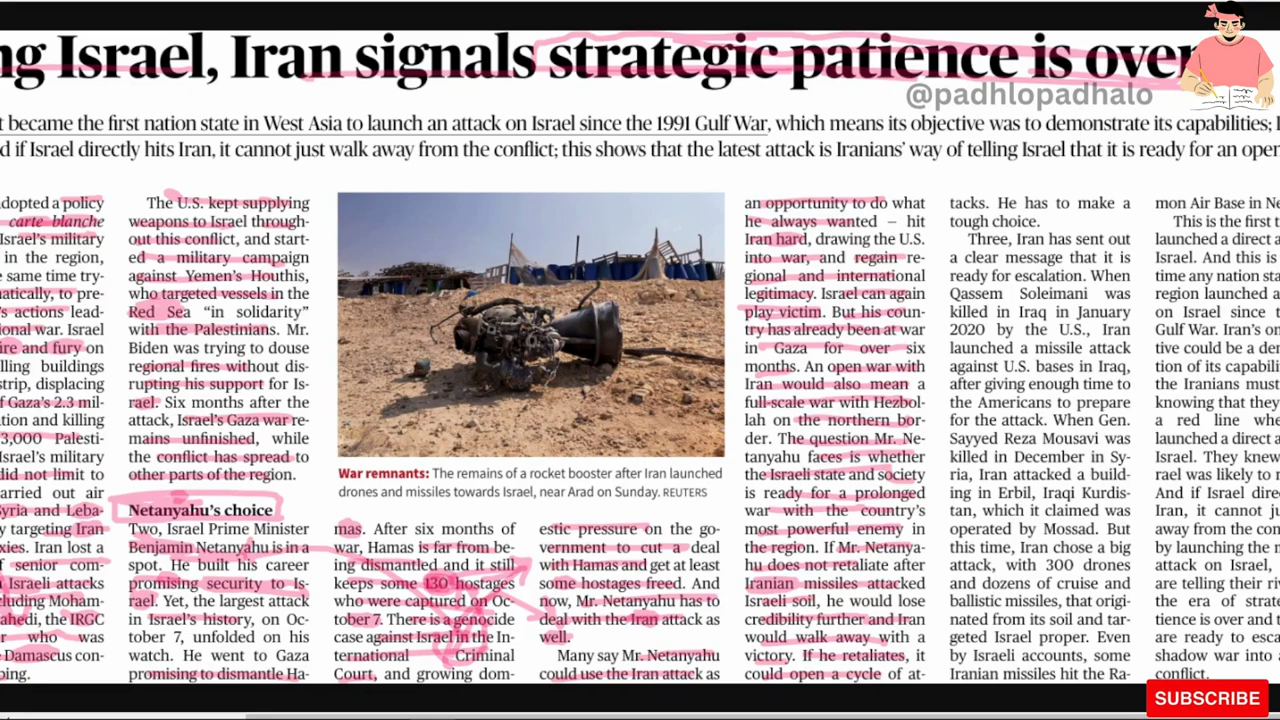 ng Israel, Iran signals strategic patience is over
@padhlopadhalo
t became the first nation state in West Asia to launch an attack on Israel since the 1991 Gulf War, which means its objective was to demonstrate its capabilities;
d if Israel directly hits Iran, it cannot just walk away from the conflict; this shows that the latest attack is Iranians' way of telling Israel that it is ready for an open
dopted a policy
carte blanche
Israel's military
in the region,
e same time try-
matically, to pre-
's actions lead-
ional war. Israel
ire and fury on
lling buildings
strip, displacing
f Gaza's 2.3 mil-
tion and killing
3,000 Palesti-
Israel's military
did not limit to
arried out air
Syria and Leba-
y targeting Iran
xies. Iran lost a
f senior com-
n Israeli attacks
cluding Moham-
ahedi, the IRGC
r who was
e Damascus con-
ping.
The U.S. kept supplying
weapons to Israel through-
out this conflict, and start-
ed a military campaign
against Yemen's Houthis,
who targeted vessels in the
Red Sea "in solidarity"
with the Palestinians. Mr.
Biden was trying to douse
regional fires without dis-
rupting his support for Is-
rael. Six months after the
attack, Israel's Gaza war re-
mains unfinished, while
the conflict has spread to
other parts of the region.
Netanyahu's choice
Two, Israel Prime Minister
Benjamin Netanyahu is in a
spot. He built his career
promising security to Is-
rael. Yet, the largest attack
in Israel's history, on Oc-
tober 7, unfolded on his
watch. He went to Gaza
promising to dismantle Ha-
War remnants: The remains of a rocket booster after Iran launched
drones and missiles towards Israel, near Arad on Sunday. REUTERS
mas. After six months of
war, Hamas is far from be-
ing dismantled and it still
keeps some 130 hostages
who were captured on Oc-
tober 7. There is a genocide
case against Israel in the In-
ternational Criminal
Court, and growing dom-
estic pressure on the go-
vernment to cut a deal
with Hamas and get at least
some hostages freed. And
now, Mr. Netanyahu has to
deal with the Iran attack as
well.
Many say Mr. Netanyahu
could use the Iran attack as
an opportunity to do what
he always wanted – hit
Iran hard, drawing the U.S.
into war, and regain re-
gional and international
legitimacy. Israel can again
play victim. But his coun-
try has already been at war
in Gaza for over six
months. An open war with
Iran would also mean a
full-scale war with Hezbol-
lah on the northern bor-
der. The question Mr. Ne-
tanyahu faces is whether
the Israeli state and society
is ready for a prolonged
war with the country's
most powerful enemy in
the region. If Mr. Netanya-
hu does not retaliate after
Iranian missiles attacked
Israeli soil, he would lose
credibility further and Iran
would walk away with a
victory. If he retaliates, it
could open a cycle of at-
tacks. He has to make a
tough choice.
Three, Iran has sent out
a clear message that it is
ready for escalation. When
Qassem Soleimani was
killed in Iraq in January
2020 by the U.S., Iran
launched a missile attack
against U.S. bases in Iraq,
after giving enough time to
the Americans to prepare
for the attack. When Gen.
Sayyed Reza Mousavi was
killed in December in Sy-
ria, Iran attacked a build-
ing in Erbil, Iraqi Kurdis-
tan, which it claimed was
operated by Mossad. But
this time, Iran chose a big
attack, with 300 drones
and dozens of cruise and
ballistic missiles, that origi-
nated from its soil and tar-
geted Israel proper. Even
by Israeli accounts, some
Iranian missiles hit the Ra-
mon Air Base in Ne
This is the first t
launched a direct a
Israel. And this is
time any nation sta
region launched a
on Israel since t
Gulf War. Iran's o
tive could be a den
tion of its capabili
the Iranians must
knowing that they
a red line whe
launched a direct a
Israel. They knew
rael was likely to r
And if Israel dire
Iran, it cannot ju
away from the con
by launching the r
attack on Israel,
are telling their ri
the era of strate
tience is over and t
are ready to esca
shadow war into
conflict.
SUBSCRIBE